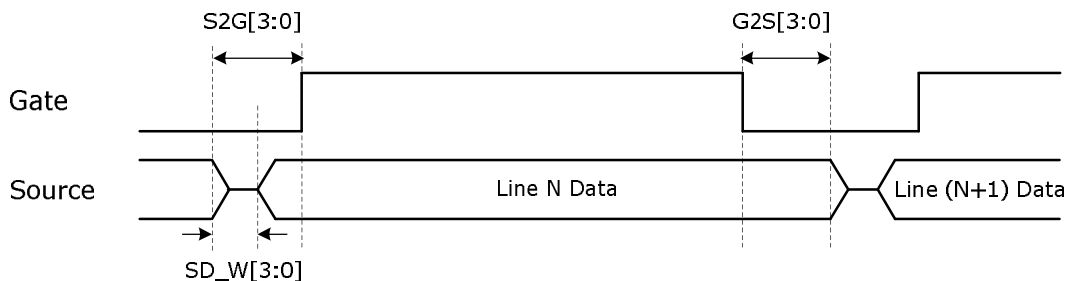 S2G[3:0]
G2S[3:0]
Gate
Source
Line N Data
Line (N+1) Data
SD_W[3:0]